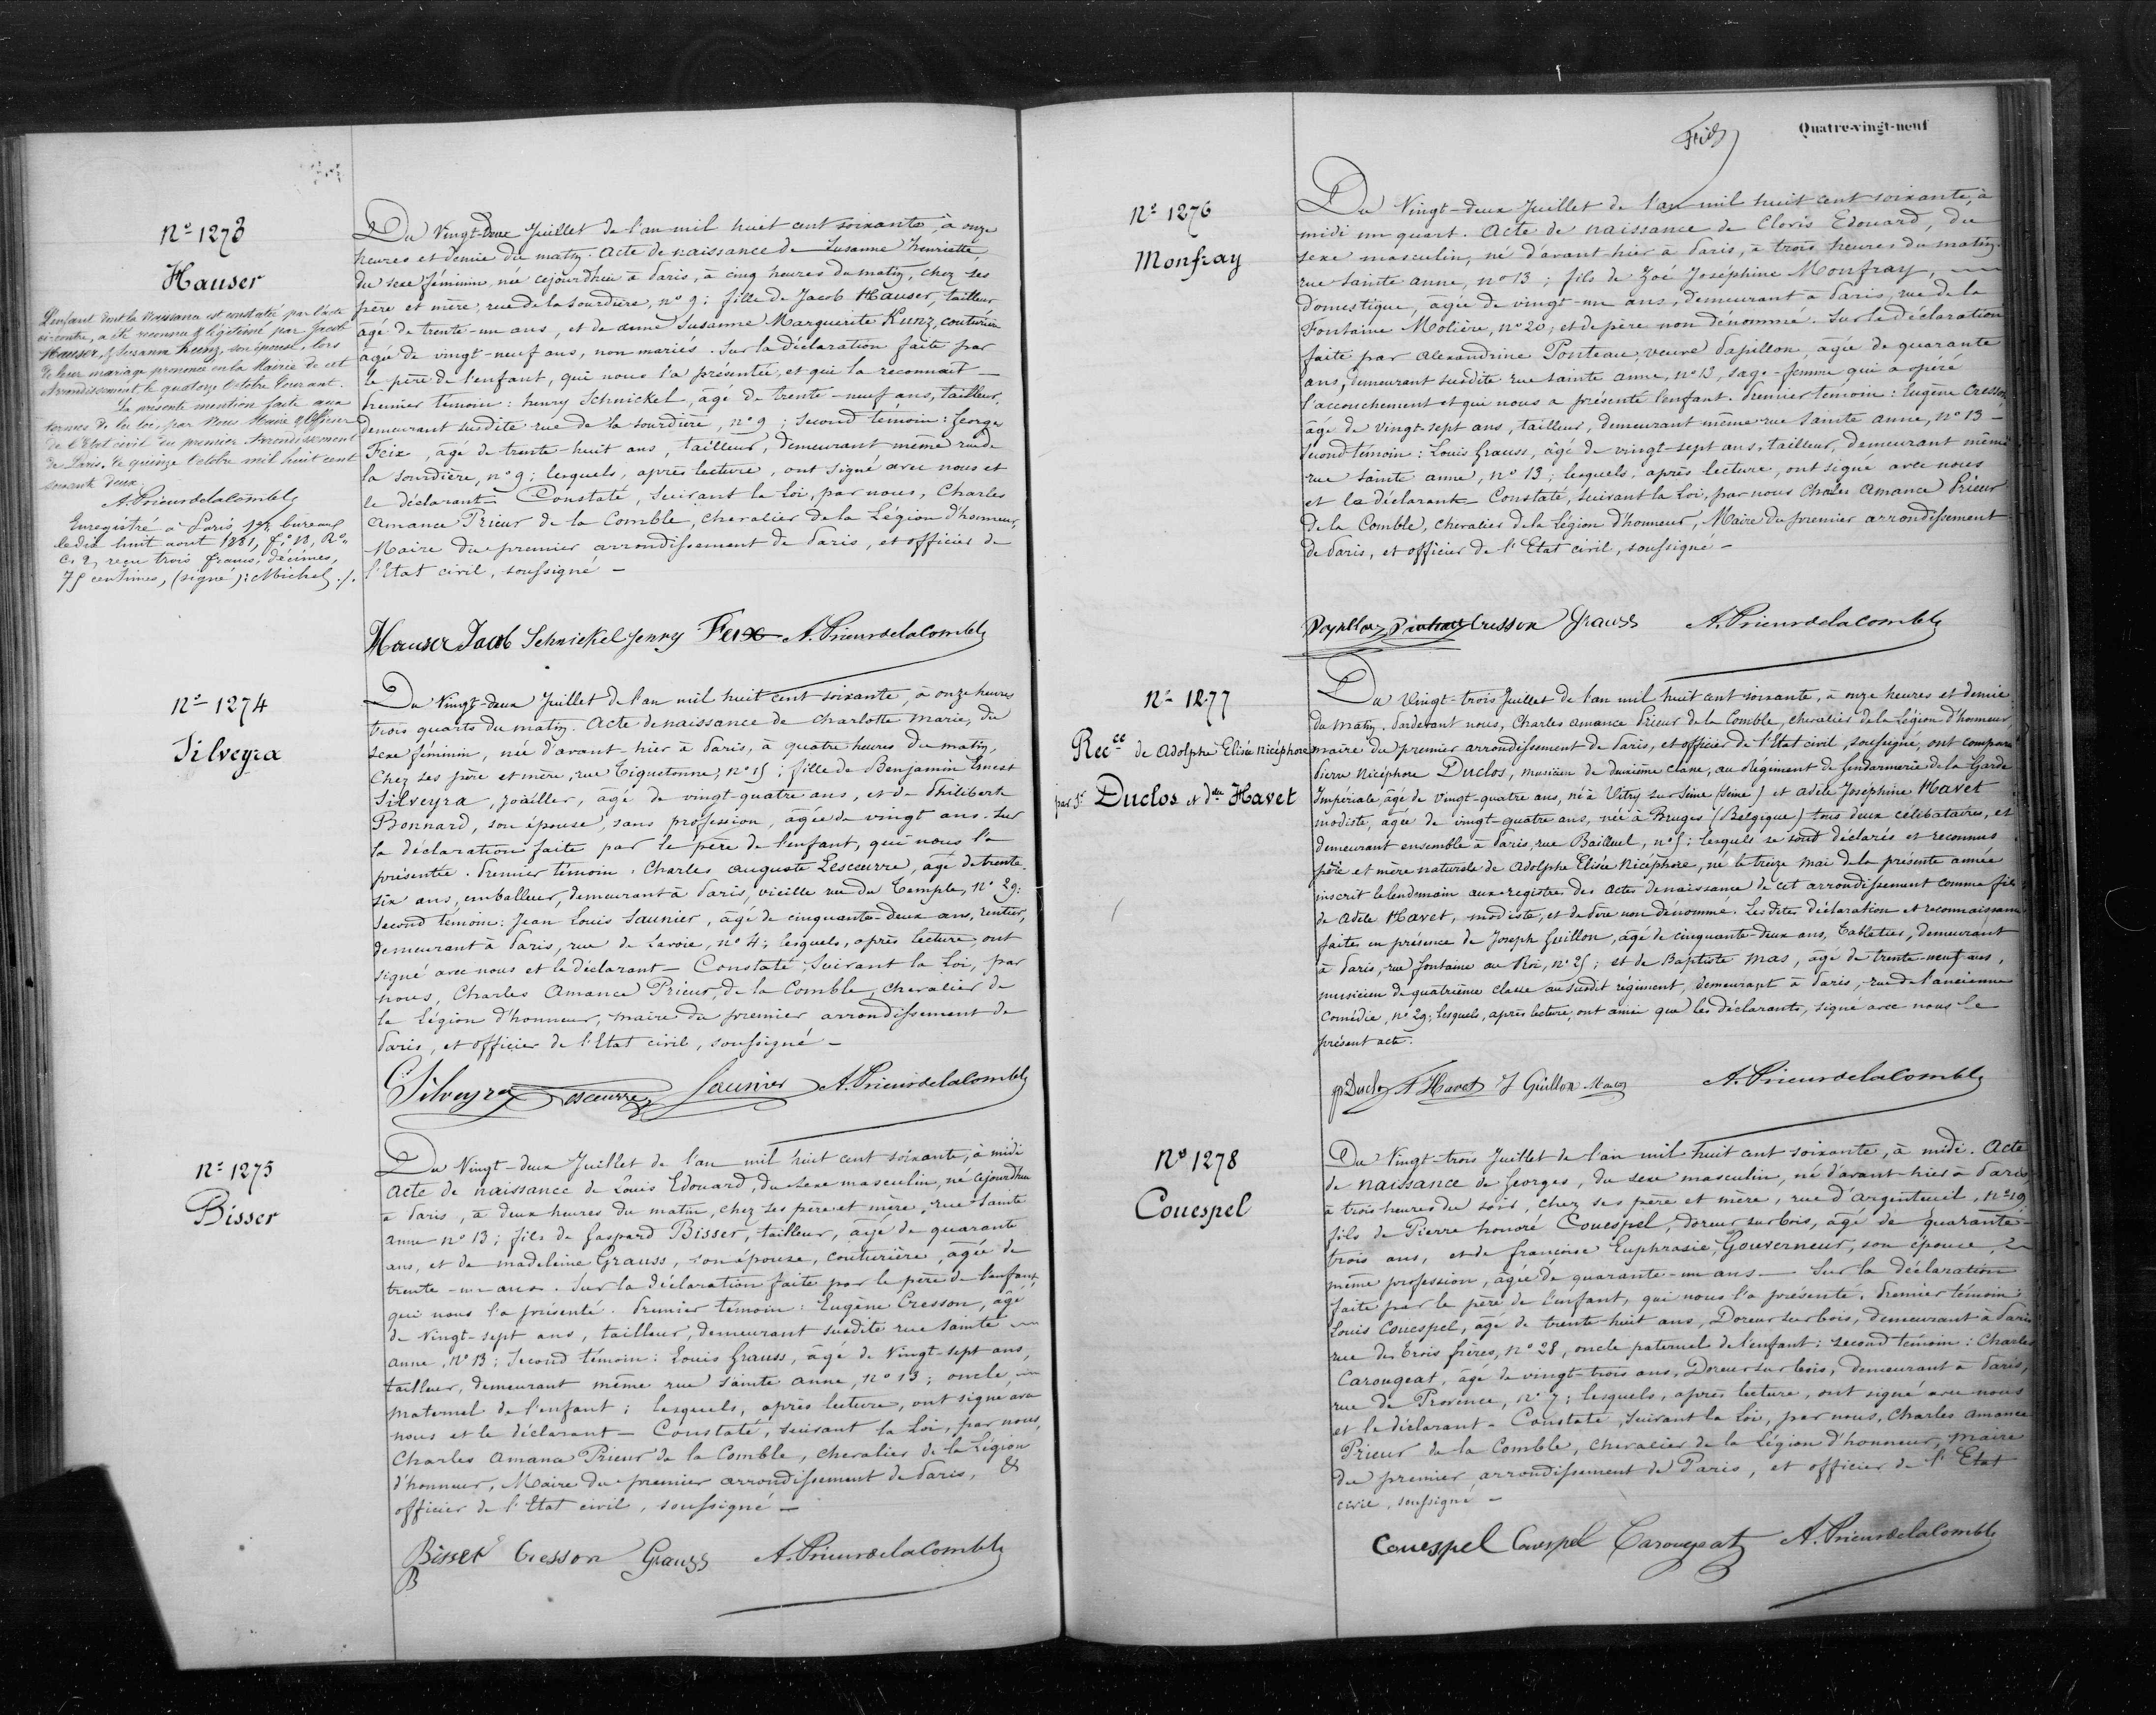 N° 1273
Hauser
L'enfant dont la naissance est constatée par l'acte
ci-contre, a été reconnu & légitimé par Jacob
Hauser, & Susanna Kunz, son épouse, lors
de leur mariage prononcé en la Mairie de cet
Arrondissement le quatorze Octobre Courant.
La présente mention faite aux
termes de la loi, par Nous Maire & Officier
de l'Etat civil du premier Arrondissement
de Paris. le quinze Octobre mil huit cent
soixante deux.
A. Prieur de la Comble
Enregistré à Paris, 1er bureau
le dix huit aout 1881, f° 18, R°
C. 2, reçu trois francs, décimes,
75 centimes, (signé): Michel ./.
Du Vingt-Deux Juillet de l'an mil huit cent soixante, à onze
heures et demie du matin. Acte de naissance de Susanne henriette,
du sexe féminin, née cejourdhui à Paris, à cinq heures du matin, chez ses
père et mère, rue de la sourdière, n° 9; fille de Jacob Hauser, tailleur
âgé de trente-un ans, et de anne Susanne Marguerite Kunz, couturière
âgée de vingt-neuf ans, non mariés. Sur la déclaration faite par
le père de l'enfant, qui nous l'a présentée, et qui la reconnait —
Premier témoin: henry Schnickel, âgé de trente-neuf ans, tailleur,
demeurant susdite rue de la sourdière, n° 9; second témoin: George
Feix, âgé de trente-huit ans, tailleur, demeurant même rue de
la sourdière, n° 9; lesquels, après lecture, ont signé avec nous et
le déclarant — Constaté, suivant la Loi, par nous, Charles
Amance Prieur de la Comble, chevalier de la Légion d'honneur,
Maire du premier arrondissement de Paris, et officier de
l'Etat civil, soussigné —
Hauser Jacob Schnickel Jenry Feix A. Prieur de la Comble
N° 1274
Silveyra
Du Vingt-deux Juillet de l'an mil huit cent soixante, à onze heures
trois quarts du matin. Acte de naissance de Charlotte Marie, du
sexe féminin, née d'avant-hier à Paris, à quatre heures du matin,
Chez ses père et mère, rue Tiquetonne, n° 15; fille de Benjamin Ernest
Silveyra, joailler, âgé de vingt-quatre ans, et de Philiberte
Bonnard, son épouse, sans profession, âgée de vingt ans. Sur
la déclaration faite par le père de l'enfant, qui nous l'a
présentée. Premier témoin: Charles auguste Lescoeurre, âgé de trente-
six ans, emballeur, demeurant à Paris, vieille rue du Temple, n° 29;
Second témoin: Jean Louis Saunier, âgé de cinquante-deux ans, rentier,
demeurant à Paris, rue de Savoie, n° 4; lesquels, après lecture, ont
signé avec nous et le déclarant — Constaté, Suivant la Loi, par
nous, Charles Amance Prieur, de la Comble, chevalier de
la Légion d'honneur, maire du premier arrondissement de
Paris, et officier de l'Etat civil, soussigné —
Silveyra Lescoeurre Saunier A. Prieur de la Comble
N° 1275
Bisser
Du Vingt-deux Juillet de l'an mil huit cent soixante, à midi
Acte de naissance de Louis Edouard, du sexe masculin, né cejourdhui
à Paris, à deux heures du matin, chez ses père et mère, rue Sainte
anne n° 13; fils de Gaspard Bisser, tailleur, âgé de quarante
ans, et de madeleine Grauss, son épouse, couturière, âgée de
trente-un ans. Sur la déclaration faite par le père de l'enfant,
qui nous l'a présenté. Premier témoin: Eugène Cresson, âgé
de Vingt-sept ans, tailleur, demeurant susdite rue Sainte
anne, N° 13; Second témoin: Louis Grauss, âgé de Vingt-sept ans,
tailleur, demeurant même rue sainte anne, n° 13; oncle
maternel de l'enfant; lesquels, après lecture, ont signé avec
nous et le déclarant — Constaté, suivant la Loi, par nous,
Charles Amance Prieur de la Comble, chevalier de la Légion
d'honneur, Maire du premier arrondissement de Paris, &
officier de l'Etat civil, soussigné —
Bisser Cresson Grauss A. Prieur de la Comble
B
Quatre-vingt-neuf
N° 1276
Monfray
Du Vingt-deux Juillet de l'an mil huit cent soixante, à
midi un quart. Acte de naissance de Clovis Edouard, du
sexe masculin, né d'avant-hier à Paris, à trois heures du matin,
rue Sainte anne, n° 13; fils de Zoé Joséphine Monfray,
Domestique, âgée de vingt-un ans, demeurant à Paris, rue de la
Fontaine Molière, n° 20; et de père non dénommé. Sur la déclaration
faite par Alexandrine Ponteau, veuve Papillon, âgée de quarante
ans, demeurant susdite rue Sainte anne, n° 13, sage-femme qui a opéré
l'accouchement et qui nous a présenté l'enfant. Premier témoin: Eugène Cresson
âgé de vingt-sept ans, tailleur, demeurant même rue Sainte anne, n° 13 —
Second témoin: Louis Grauss, âgé de vingt-sept ans, tailleur, demeurant même
rue Sainte anne, n° 13; lesquels, après lecture, ont signé avec nous
et la déclarante — Constaté, suivant la Loi, par nous Charles Amance Prieur
de la Comble, chevalier de la Légion d'honneur, Maire du premier arrondissement
de Paris, et officier de l'Etat civil, soussigné —
Cresson Grauss A. Prieur de la Comble
N° 1277
Rec.ce de Adolphe Elisée Nicéphore
par Sr Duclos et Dlle Havet
Du Vingt-trois Juillet de l'an mil huit cent soixante, à onze heures et demie
du matin. Pardevant nous, Charles Amance Prieur de la Comble, chevalier de la Légion d'honneur
maire du premier arrondissement de Paris, et officier de l'Etat civil, soussigné, ont comparu
Pierre Nicéphore Duclos, musicien de deuxième classe, au Régiment de Gendarmerie de la Garde
Impériale, âgé de vingt-quatre ans, né à Vitry sur Seine (Seine) et Adèle Joséphine Havet
modiste, âgée de vingt-quatre ans, née à Bruges (Belgique) tous deux célibataires, et
demeurant ensemble à Paris, rue Bailleul, n° 5; lesquels se sont déclarés et reconnus
père et mère naturels de Adolphe Elisée Nicéphore, né le treize mai de la présente année
inscrit le lendemain aux registres des actes de naissance de cet arrondissement comme fils
de Adèle Havet, modiste, et de père non dénommé. Les dites déclaration et reconnaissance
faites en présence de Joseph Guillon, âgé de cinquante-deux ans, Tabletier, demeurant
à Paris, rue fontaine au Roi, n° 25; et de Baptiste Mas, âgé de trente-neuf ans,
musicien de quatrième classe au susdit régiment, demeurant à Paris, rue de l'ancienne
Comédie, n° 29; lesquels, après lecture, ont ainsi que les déclarants, signé avec nous le
présent acte.
Duclos A Havet J Guillon A. Prieur de la Comble
N° 1278
Couespel
Du Vingt-trois Juillet de l'an mil huit cent soixante, à midi. Acte
de naissance de Georges, du sexe masculin, né d'avant-hier à Paris
à trois heures du soir, chez ses père et mère, rue d'argenteuil, N° 19
fils de Pierre honoré Couespel, doreur sur bois, âgé de quarante-
trois ans, et de françoise Euphrasie Gouverneur, son épouse,
même profession, âgée de quarante-un ans — Sur la déclaration
faite par le père de l'enfant, qui nous l'a présenté. Premier témoin:
Louis Couespel, âgé de trente-huit ans, Doreur sur bois, demeurant à Paris
rue des Trois frères, n° 28, oncle paternel de l'enfant; second témoin: Charles
Carougeat, âgé de vingt-trois ans, Doreur sur bois, demeurant à Paris,
rue de Provence, n° 7; lesquels, après lecture, ont signé avec nous
et le déclarant — Constaté, Suivant la Loi, par nous, Charles Amance
Prieur de la Comble, chevalier de la Légion d'honneur, maire
du premier arrondissement de Paris, et officier de l'Etat
civil, soussigné —
Couespel Couespel Carougeat A. Prieur de la Comble